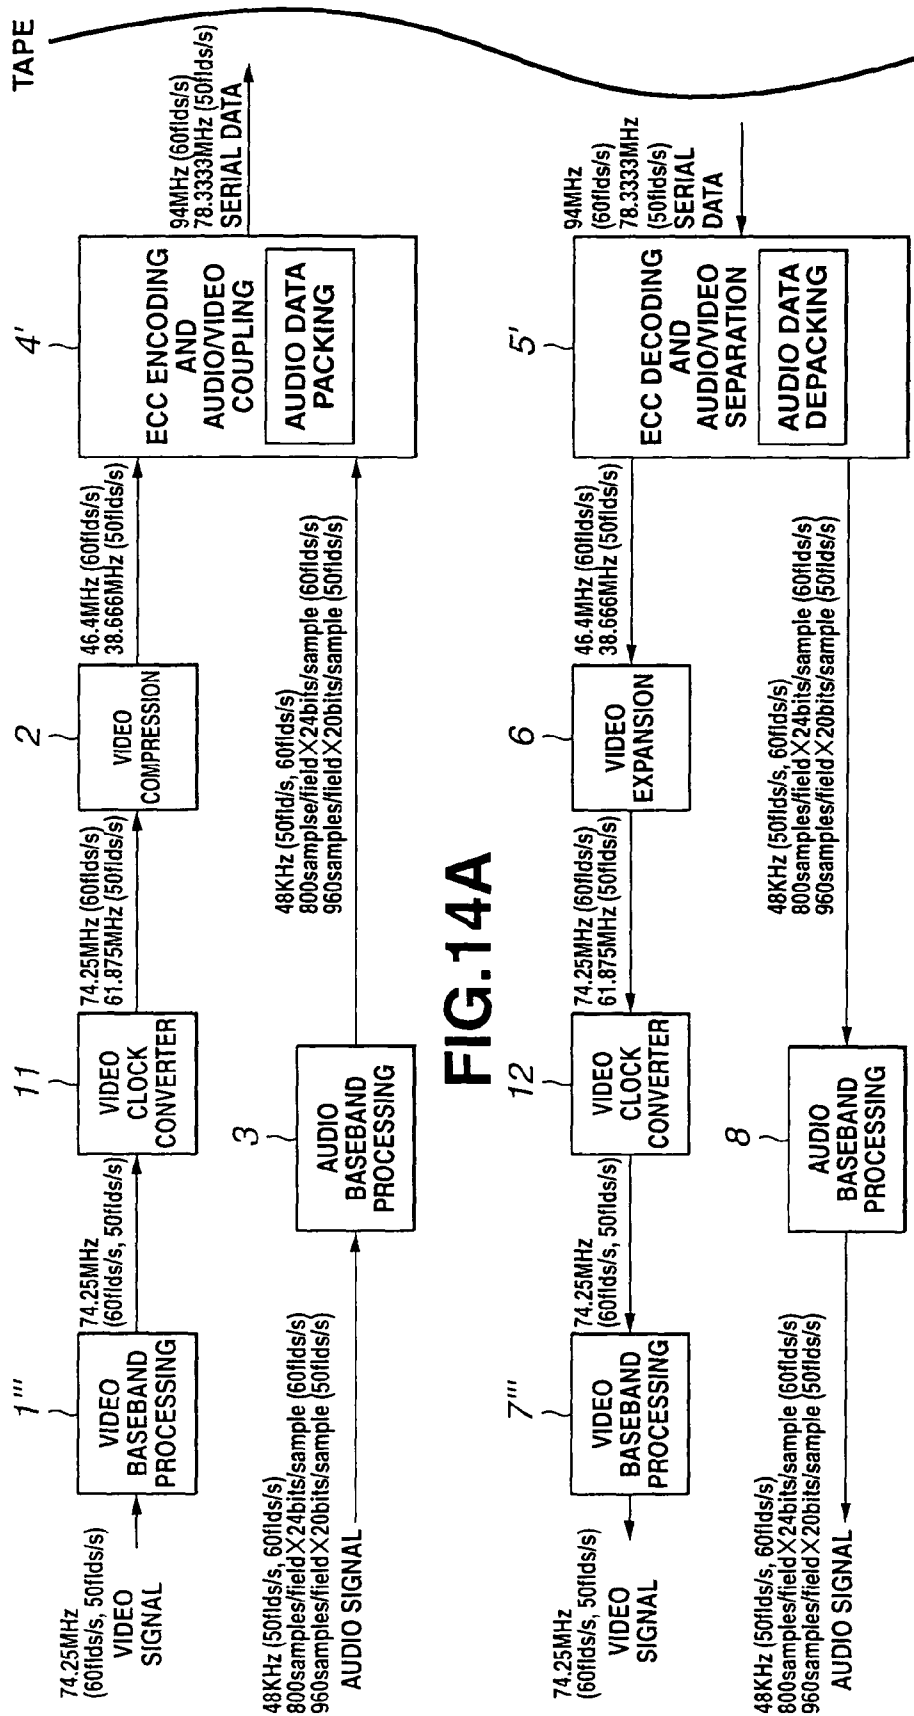 TAPE
1'''
11
2
4'
74.25MHz
(60flds/s, 50flds/s)
VIDEO
SIGNAL
VIDEO
BASEBAND
PROCESSING
74.25MHz
(60flds/s, 50flds/s)
VIDEO
CLOCK
CONVERTER
74.25MHz (60flds/s)
61.875MHz (50flds/s)
VIDEO
COMPRESSION
46.4MHz (60flds/s)
38.666MHz (50flds/s)
ECC ENCODING
AND
AUDIO/VIDEO
COUPLING
AUDIO DATA
PACKING
94MHz (60flds/s)
78.3333MHz (50flds/s)
SERIAL DATA
48KHz (50flds/s, 60flds/s)
800samples/field×24bits/sample (60flds/s)
960samples/field×20bits/sample (50flds/s)
AUDIO SIGNAL
3
AUDIO
BASEBAND
PROCESSING
48KHz (50fld/s, 60flds/s)
800samplse/field×24bits/sample (60flds/s)
960samples/field×20bits/sample (50flds/s)
FIG.14A
7'''
12
6
5'
74.25MHz
(60flds/s, 50flds/s)
VIDEO
SIGNAL
VIDEO
BASEBAND
PROCESSING
74.25MHz
(60flds/s, 50flds/s)
VIDEO
CLOCK
CONVERTER
74.25MHz (60flds/s)
61.875MHz (50flds/s)
VIDEO
EXPANSION
46.4MHz (60flds/s)
38.666MHz (50flds/s)
ECC DECODING
AND
AUDIO/VIDEO
SEPARATION
AUDIO DATA
DEPACKING
94MHz
(60flds/s)
78.3333MHz
(50flds/s)
SERIAL
DATA
48KHz (50flds/s, 60flds/s)
800samples/field×24bits/sample (60flds/s)
960samples/field×20bits/sample (50flds/s)
AUDIO SIGNAL
8
AUDIO
BASEBAND
PROCESSING
48KHz (50flds/s, 60flds/s)
800samples/field×24bits/sample (60flds/s)
960samples/field×20bits/sample (50flds/s)